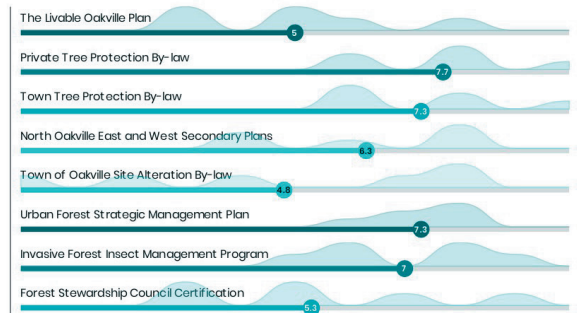 The Livable Oakville Plan
5
Private Tree Protection By-law
7.7
Town Tree Protection By-law
7.3
North Oakville East and West Secondary Plans
6.3
Town of Oakville Site Alteration By-law
4.8
Urban Forest Strategic Management Plan
7.3
Invasive Forest Insect Management Program
7
Forest Stewardship Council Certification
5.3